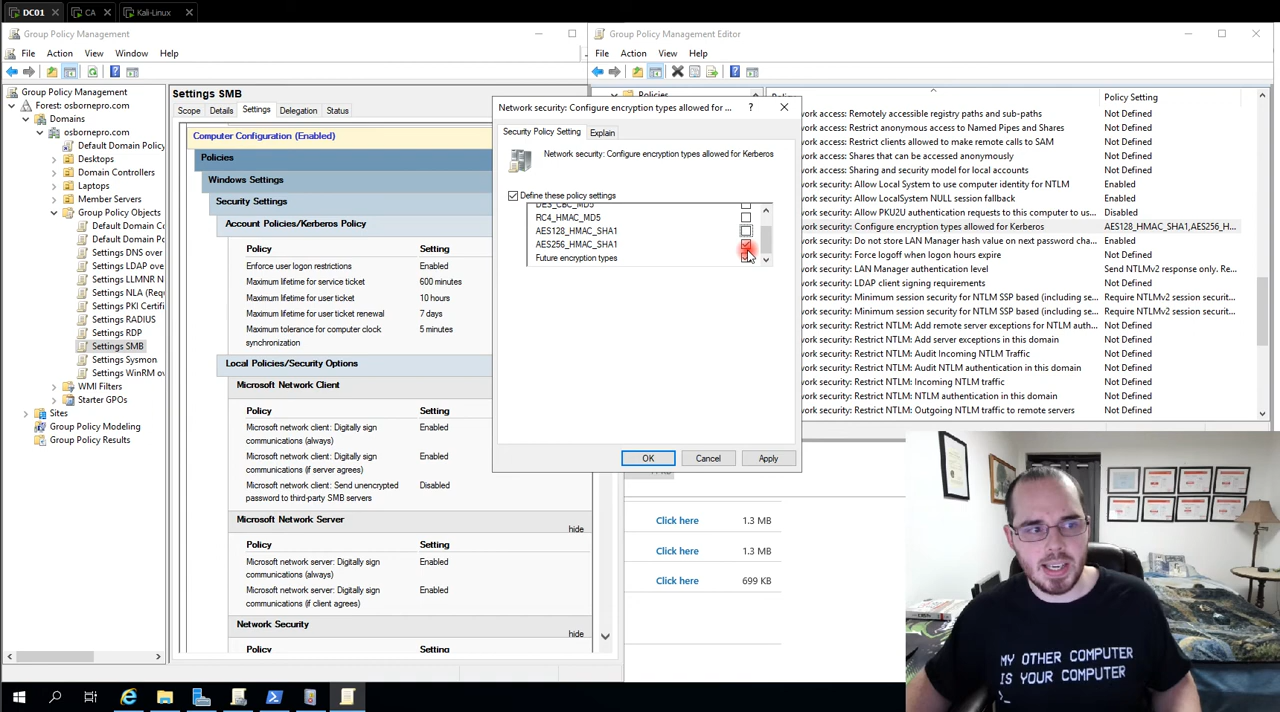 DC01
CA
Kali-Linux
Group Policy Management
File Action View Window Help
Group Policy Management
Forest: osbornepro.com
Domains
osbornepro.com
Default Domain Policy
Desktops
Domain Controllers
Laptops
Member Servers
Group Policy Objects
Default Domain C
Default Domain P
Settings DNS over
Settings LDAP ove
Settings LLMNR N
Settings NLA (Req
Settings PKI Certifi
Settings RADIUS
Settings RDP
Settings SMB
Settings Sysmon
Settings WinRM ov
WMI Filters
Starter GPOs
Sites
Group Policy Modeling
Group Policy Results
Settings SMB
Scope Details Settings Delegation Status
Computer Configuration (Enabled)
Policies
Windows Settings
Security Settings
Account Policies/Kerberos Policy
Policy Setting
Enforce user logon restrictions Enabled
Maximum lifetime for service ticket 600 minutes
Maximum lifetime for user ticket 10 hours
Maximum lifetime for user ticket renewal 7 days
Maximum tolerance for computer clock 5 minutes
synchronization
Local Policies/Security Options
Microsoft Network Client
Policy Setting
Microsoft network client: Digitally sign Enabled
communications (always)
Microsoft network client: Digitally sign Enabled
communications (if server agrees)
Microsoft network client: Send unencrypted Disabled
password to third-party SMB servers
Microsoft Network Server
hide
Policy Setting
Microsoft network server: Digitally sign Enabled
communications (always)
Microsoft network server: Digitally sign Enabled
communications (if client agrees)
Network Security
hide
Policy Setting
Network security: Configure encryption types allowed for ...
?
Security Policy Setting Explain
Network security: Configure encryption types allowed for Kerberos
Define these policy settings
DES_CBC_MD5
RC4_HMAC_MD5
AES128_HMAC_SHA1
AES256_HMAC_SHA1
Future encryption types
OK Cancel Apply
Group Policy Management Editor
File Action View Help
Policies
Policy Setting
work access: Remotely accessible registry paths and sub-paths Not Defined
work access: Restrict anonymous access to Named Pipes and Shares Not Defined
work access: Restrict clients allowed to make remote calls to SAM Not Defined
work access: Shares that can be accessed anonymously Not Defined
work access: Sharing and security model for local accounts Not Defined
work security: Allow Local System to use computer identity for NTLM Enabled
work security: Allow LocalSystem NULL session fallback Enabled
work security: Allow PKU2U authentication requests to this computer to us... Disabled
work security: Configure encryption types allowed for Kerberos AES128_HMAC_SHA1,AES256_H...
work security: Do not store LAN Manager hash value on next password cha... Enabled
work security: Force logoff when logon hours expire Not Defined
work security: LAN Manager authentication level Send NTLMv2 response onl...
work security: LDAP client signing requirements Not Defined
work security: Minimum session security for NTLM SSP based (including se... Require NTLMv2 session securit...
work security: Minimum session security for NTLM SSP based (including se... Require NTLMv2 session securit...
work security: Restrict NTLM: Add remote server exceptions for NTLM auth... Not Defined
work security: Restrict NTLM: Add server exceptions in this domain Not Defined
work security: Restrict NTLM: Audit Incoming NTLM Traffic Not Defined
work security: Restrict NTLM: Audit NTLM authentication in this domain Not Defined
work security: Restrict NTLM: Incoming NTLM traffic Not Defined
work security: Restrict NTLM: NTLM authentication in this domain Not Defined
work security: Restrict NTLM: Outgoing NTLM traffic to remote servers Not Defined
Click here 1.3 MB
Click here 1.3 MB
Click here 699 KB
MY OTHER COMPUTER
IS YOUR COMPUTER
>_